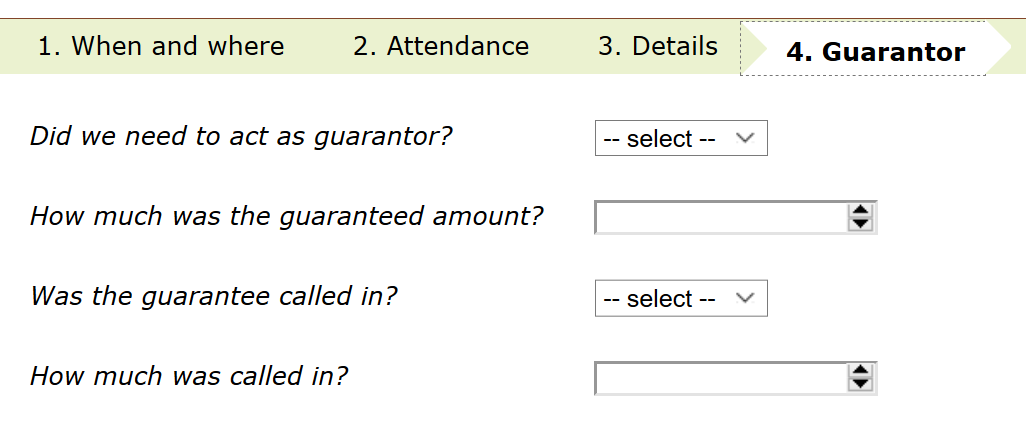 1. When and where 2. Attendance 3. Details 4. Guarantor
Did we need to act as guarantor? -- select --
How much was the guaranteed amount?
Was the guarantee called in? -- select --
How much was called in?